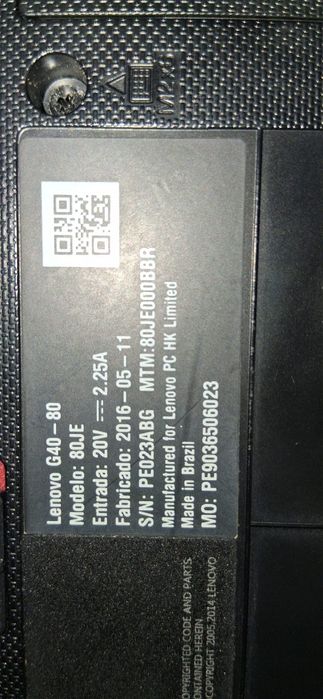 M2x5
Lenovo G40-80
Modelo: 80JE
Entrada: 20V ⎓ 2.25A
Fabricado: 2016-05-11
S/N: PE023ABG MTM:80JE000BBR
Manufactured for Lenovo PC HK Limited
Made in Brazil
MO: PE9036506023
COPYRIGHTED CODE AND PARTS
CONTAINED HEREIN.
COPYRIGHT 2005,2014 LENOVO